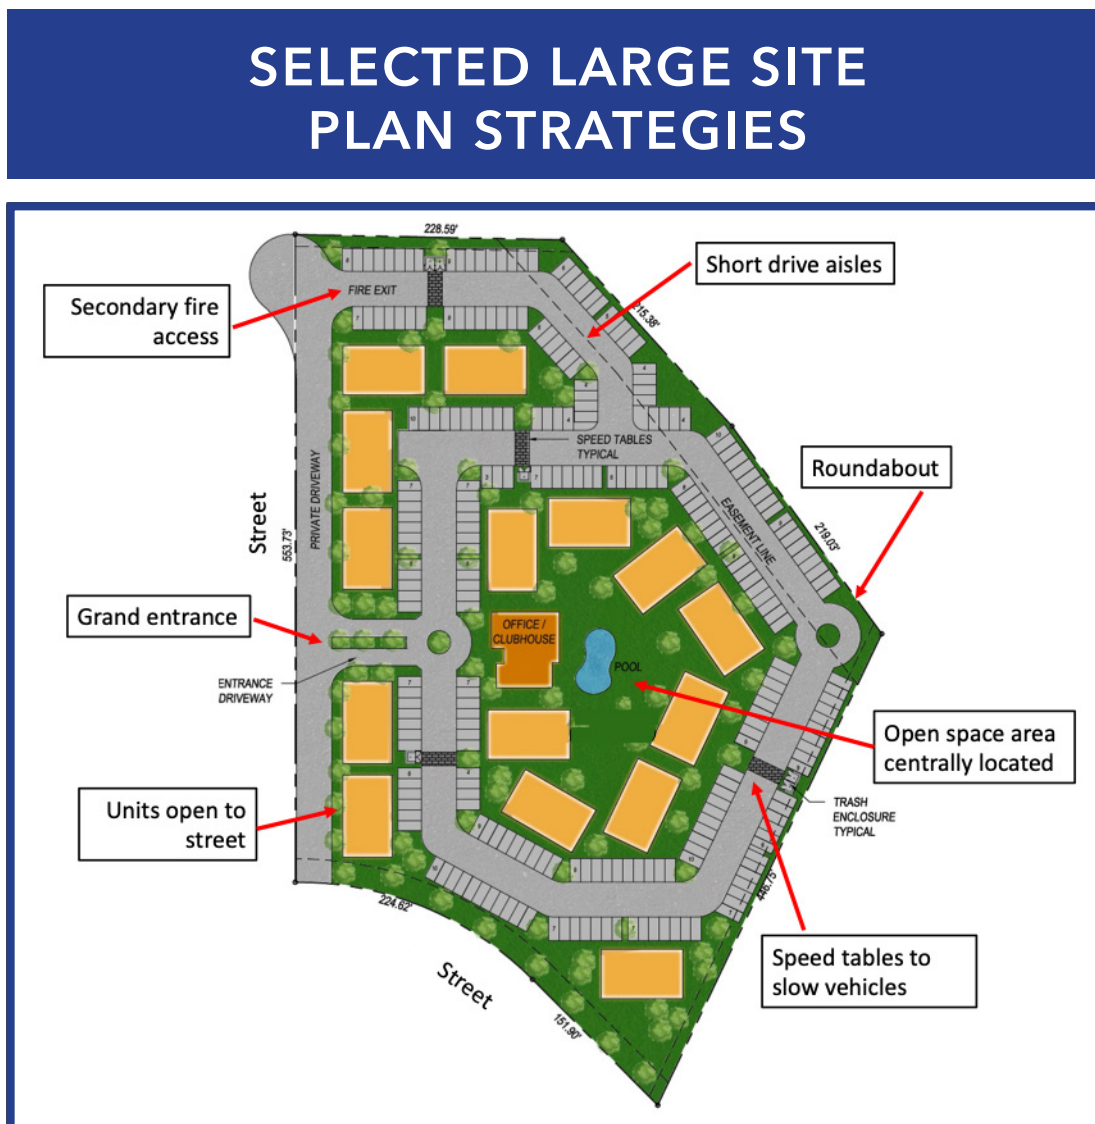 SELECTED LARGE SITE
PLAN STRATEGIES
228.59'
Short drive aisles
Secondary fire
access
FIRE EXIT
215.38'
SPEED TABLES
TYPICAL
Roundabout
Street
553.73'
PRIVATE DRIVEWAY
EASEMENT LINE
219.03'
Grand entrance
OFFICE /
CLUBHOUSE
POOL
ENTRANCE
DRIVEWAY
Open space area
centrally located
Units open to
street
TRASH
ENCLOSURE
TYPICAL
446.75'
224.62'
Speed tables to
slow vehicles
Street
151.90'